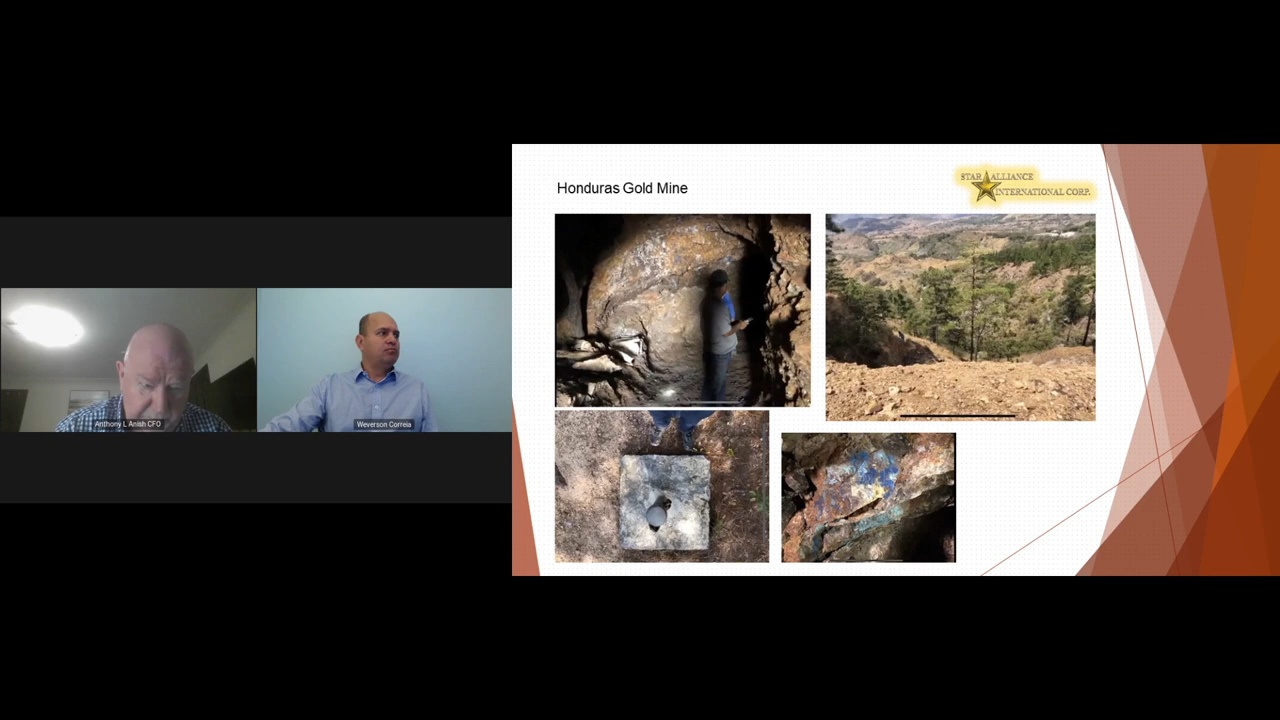 Honduras Gold Mine
STAR ALLIANCE
INTERNATIONAL CORP.
Anthony L Anish CFO
Weverson Correia